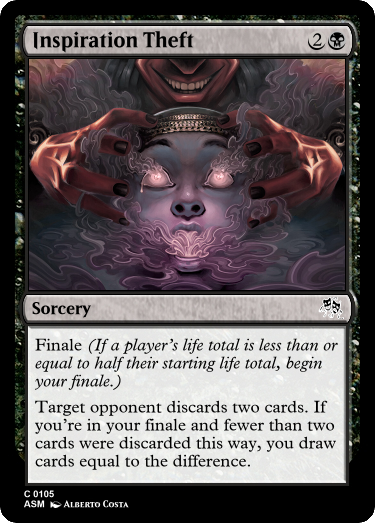 Inspiration Theft 2
Sorcery
Finale (If a player's life total is less than or
equal to half their starting life total, begin
your finale.)
Target opponent discards two cards. If
you're in your finale and fewer than two
cards were discarded this way, you draw
cards equal to the difference.
C 0105
ASM Alberto Costa